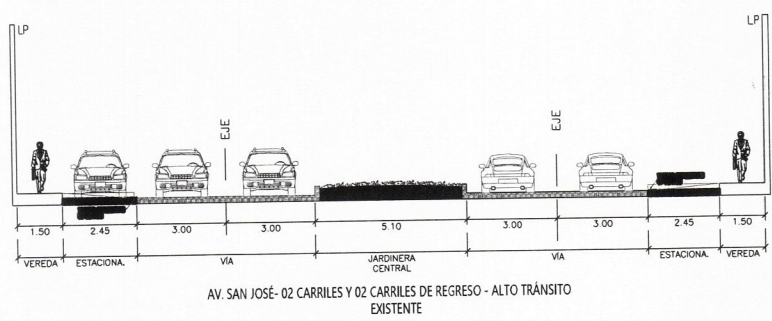 LP
LP
EJE
EJE
1.50 2.45 3.00 3.00 5.10 3.00 3.00 2.45 1.50
VEREDA ESTACIONA. VÍA JARDINERA CENTRAL VÍA ESTACIONA. VEREDA
AV. SAN JOSÉ- 02 CARRILES Y 02 CARRILES DE REGRESO - ALTO TRÁNSITO
EXISTENTE